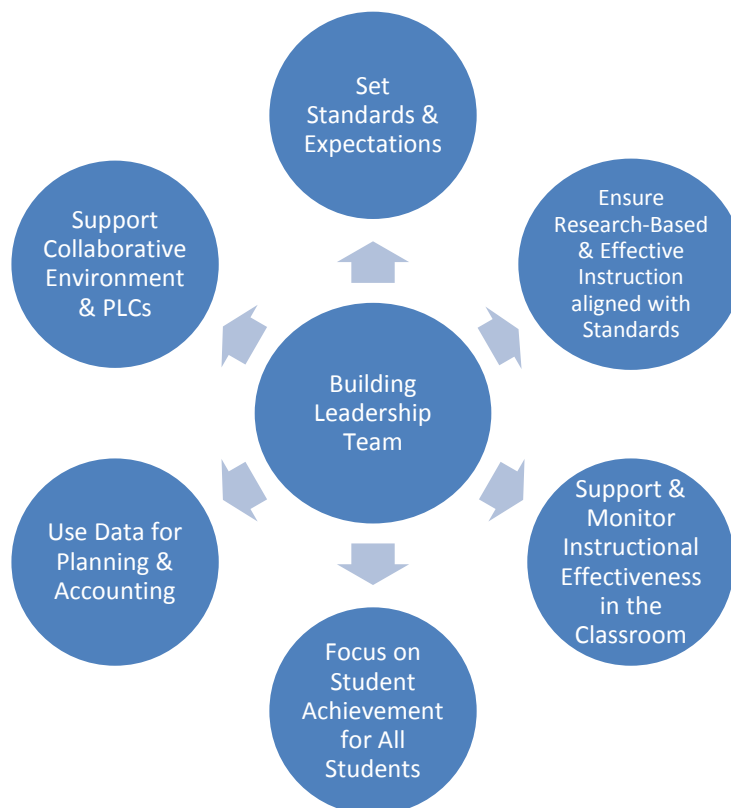 Set
Standards &
Expectations
Ensure
Research-Based
& Effective
Instruction
aligned with
Standards
Support &
Monitor
Instructional
Effectiveness
in the
Classroom
Focus on
Student
Achievement
for All
Students
Use Data for
Planning &
Accounting
Support
Collaborative
Environment
& PLCs
Building
Leadership
Team